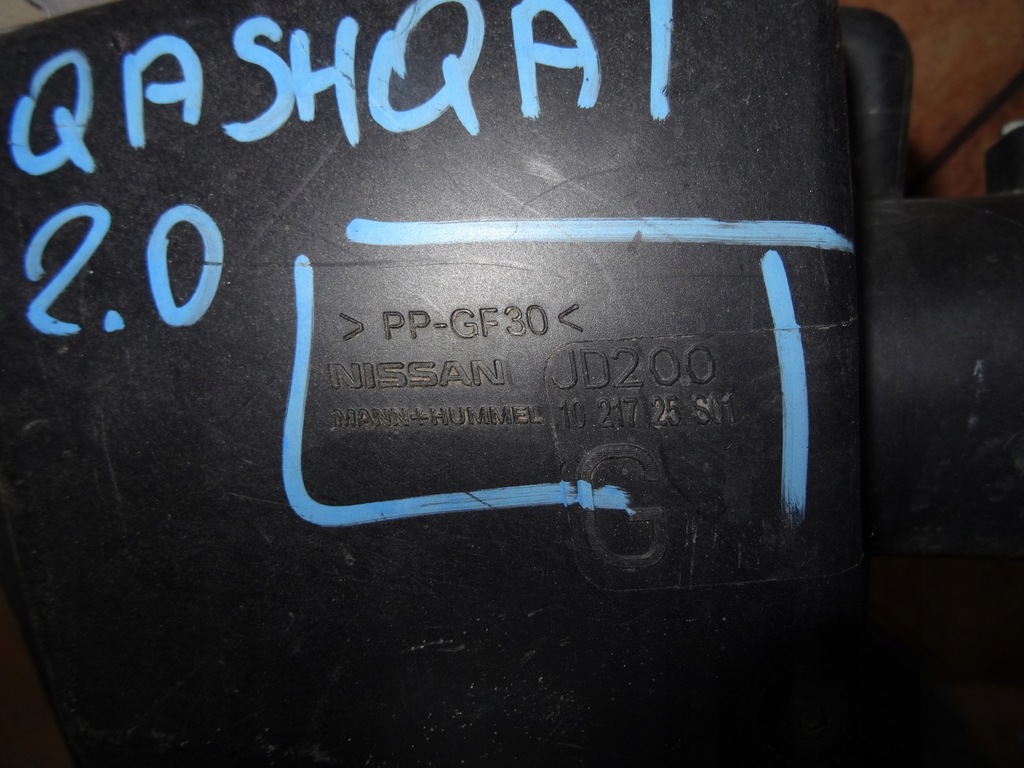 QASHQAI
2.0
> PP-GF30 <
NISSAN JD200
MANN+HUMMEL 10 217 25 S01
G